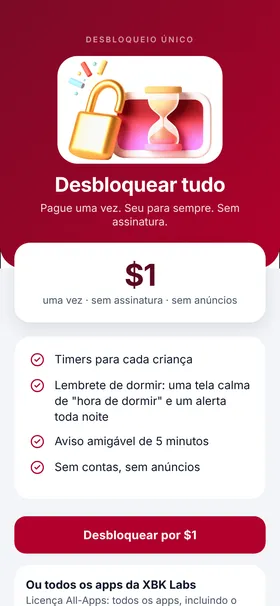 DESBLOQUEIO ÚNICO
Desbloquear tudo
Pague uma vez. Seu para sempre. Sem
assinatura.
$1
uma vez · sem assinatura · sem anúncios
Timers para cada criança
Lembrete de dormir: uma tela calma
de "hora de dormir" e um alerta
toda noite
Aviso amigável de 5 minutos
Sem contas, sem anúncios
Desbloquear por $1
Ou todos os apps da XBK Labs
Licença All-Apps: todos os apps, incluindo o